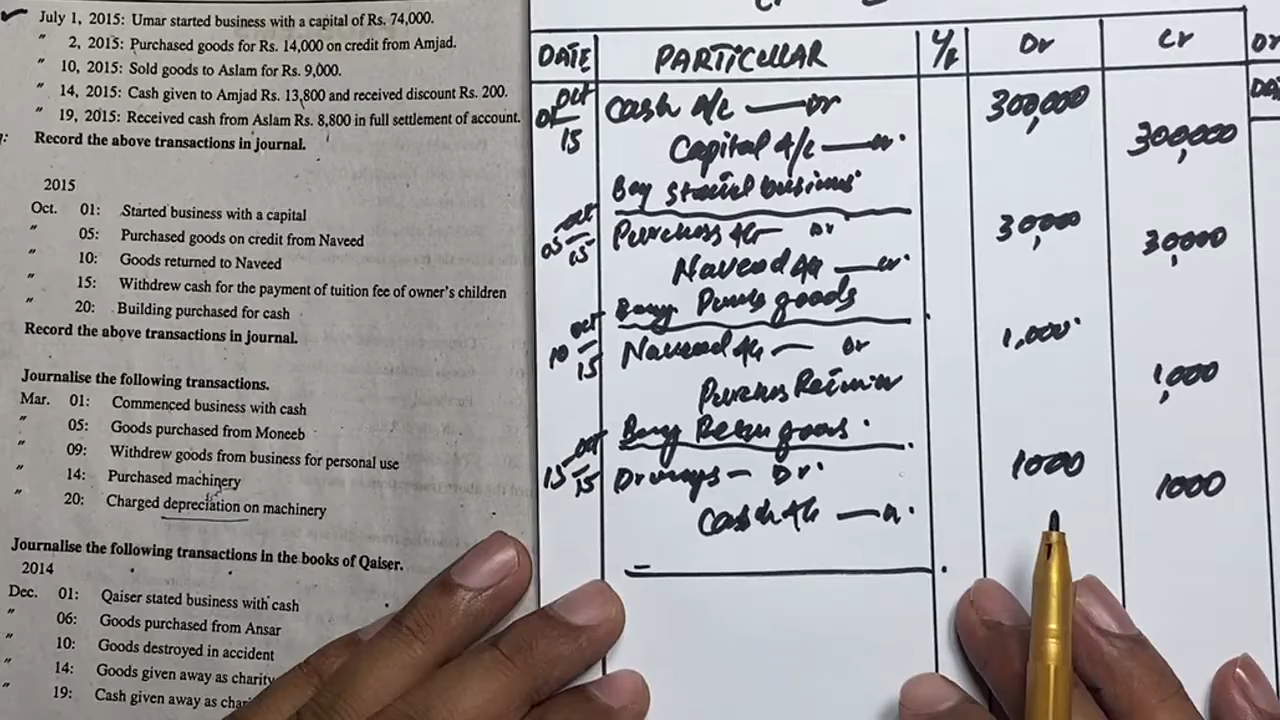 July 1, 2015: Umar started business with a capital of Rs. 74,000.
" 2, 2015: Purchased goods for Rs. 14,000 on credit from Amjad.
" 10, 2015: Sold goods to Aslam for Rs. 9,000.
" 14, 2015: Cash given to Amjad Rs. 13,800 and received discount Rs. 200.
" 19, 2015: Received cash from Aslam Rs. 8,800 in full settlement of account.
Record the above transactions in journal.
2015
Oct. 01: Started business with a capital
" 05: Purchased goods on credit from Naveed
" 10: Goods returned to Naveed
" 15: Withdrew cash for the payment of tuition fee of owner's children
" 20: Building purchased for cash
Record the above transactions in journal.
Journalise the following transactions.
Mar. 01: Commenced business with cash
" 05: Goods purchased from Moneeb
" 09: Withdrew goods from business for personal use
" 14: Purchased machinery
" 20: Charged depreciation on machinery
Journalise the following transactions in the books of Qaiser.
2014
Dec. 01: Qaiser stated business with cash
" 06: Goods purchased from Ansar
" 10: Goods destroyed in accident
" 14: Goods given away as charity
" 19: Cash given away as
DATE PARTICULAR Dr Cr
01 Oct 15 Cash A/c — Dr 300,000
Capital A/c — cr 300,000
business
05 Oct 15 A/c Dr 30,000
Naveed A/c — cr 30,000
goods
10 Oct 15 Naveed A/c — Dr 1,000
1,000
goods
15 Oct 15 — Dr 1000
Cash A/c — 1000